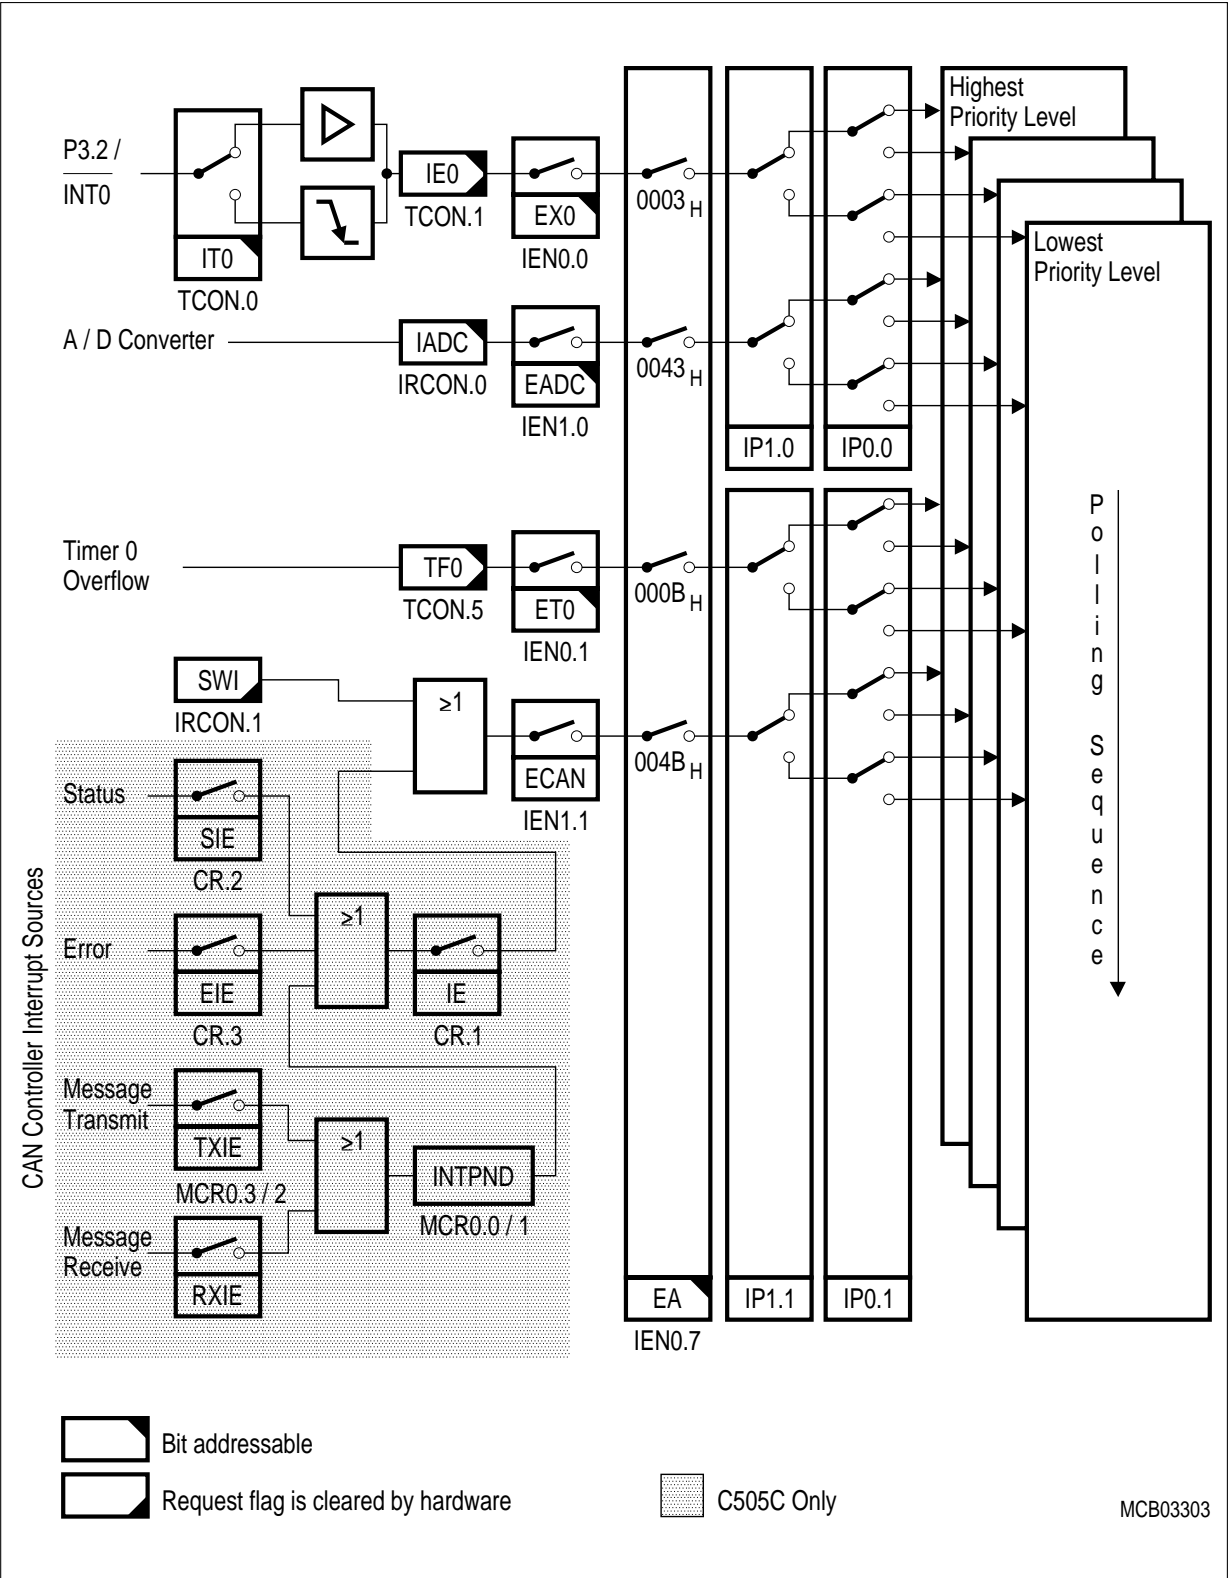 Highest
Priority Level
P3.2 /
INT0
IE0
TCON.1
EX0
IEN0.0
0003 H
IT0
TCON.0
Lowest
Priority Level
A / D Converter
IADC
IRCON.0
EADC
IEN1.0
0043 H
IP1.0
IP0.0
Timer 0
Overflow
TF0
TCON.5
ET0
IEN0.1
000B H
SWI
IRCON.1
≥1
ECAN
IEN1.1
004B H
Polling Sequence
CAN Controller Interrupt Sources
Status
SIE
CR.2
Error
EIE
CR.3
≥1
IE
CR.1
Message
Transmit
TXIE
MCR0.3 / 2
≥1
INTPND
MCR0.0 / 1
Message
Receive
RXIE
EA
IEN0.7
IP1.1
IP0.1
Bit addressable
Request flag is cleared by hardware
C505C Only
MCB03303